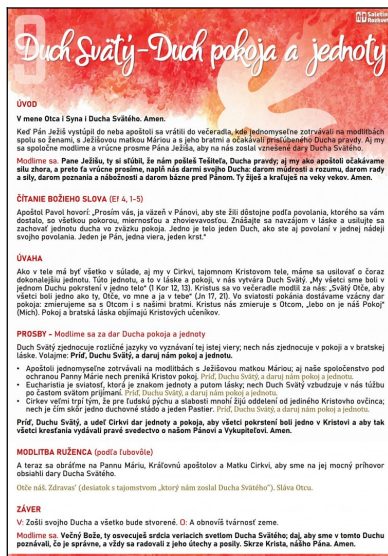 Duch Svätý-Duch pokoja a jednoty
ÚVOD
V mene Otca i Syna i Ducha Svätého. Amen.
Keď Pán Ježiš vystúpil do neba apoštoli sa vrátili do večeradla, kde jednomyseľne zotrvávali na modlitbách
spolu so ženami, s Ježišovou matkou Máriou a s jeho bratmi a očakávali prisľúbeného Ducha pravdy. Aj my
sa spoločne modlime a vrúcne prosme Pána Ježiša, aby na nás zoslal vznešené dary Ducha Svätého.
Modlime sa. Pane Ježišu, ty si sľúbil, že nám pošleš Tešiteľa, Ducha pravdy; aj my ako apoštoli očakávame
silu zhora, a preto ťa vrúcne prosíme, naplň nás darmi svojho Ducha: darom múdrosti a rozumu, darom rady
a sily, darom poznania a nábožnosti a darom bázne pred Pánom. Ty žiješ a kraľuješ na veky vekov. Amen.
ČÍTANIE BOŽIEHO SLOVA (Ef 4, 1–5)
Apoštol Pavol hovorí: „Prosím vás, ja väzeň v Pánovi, aby ste žili dôstojne podľa povolania, ktorého sa vám
dostalo, so všetkou pokorou, miernosťou a zhovievavosťou. Znášajte sa navzájom v láske a usilujte sa
zachovať jednotu ducha vo zväzku pokoja. Jedno je telo jeden Duch, ako ste aj povolaní v jednej nádeji
svojho povolania. Jeden je Pán, jedna viera, jeden krst.“
ÚVAHA
Ako v tele má byť všetko v súlade, aj my v Cirkvi, tajomnom Kristovom tele, máme sa usilovať o čoraz
dokonalejšiu jednotu. Túto jednotu, a to v láske a pokoji, v nás vytvára Duch Svätý. „My všetci sme boli v
jednom Duchu pokrstení v jedno telo“ (I Kor 12, 13). Kristus sa vo večeradle modlil za nás: „Svätý Otče, aby
všetci boli jedno ako ty, Otče, vo mne a ja v tebe“ (Jn 17, 21). Vo sviatosti pokánia dostávame vzácny dar
pokoja: zmierujeme sa s Otcom i s našimi bratmi. Kristus nás zmieruje s Otcom, „lebo on je náš Pokoj“
(Mich). Pokoj a bratská láska objímajú Kristových učeníkov.
PROSBY – Modlime sa za dar Ducha pokoja a jednoty
Duch Svätý zjednocuje rozličné jazyky vo vyznávaní tej istej viery; nech nás zjednocuje v pokoji a v bratskej
láske. Volajme: Príď, Duchu Svätý, a daruj nám pokoj a jednotu.
• Apoštoli jednomyseľne zotrvávali na modlitbách s Ježišovou matkou Máriou; aj naše spoločenstvo pod
ochranou Panny Márie nech preniká Kristov pokoj. Príď, Duchu Svätý, a daruj nám pokoj a jednotu.
• Eucharistia je sviatosť, ktorá je znakom jednoty a putom lásky; nech Duch Svätý vzbudzuje v nás túžbu
po častom svätom prijímaní. Príď, Duchu Svätý, a daruj nám pokoj a jednotu.
• Cirkev veľmi trpí tým, že pre ľudskú pýchu a slabosti mnohí žijú oddelení od jediného Kristovho ovčinca;
nech je čím skôr jedno duchovné stádo a jeden Pastier. Príď, Duchu Svätý, a daruj nám pokoj a jednotu.
Príď, Duchu Svätý, a udeľ Cirkvi dar jednoty a pokoja, aby všetci pokrstení boli jedno v Kristovi a aby tak
všetci kresťania vydávali pravé svedectvo o našom Pánovi a Vykupiteľovi. Amen.
MODLITBA RUŽENCA (podľa ľubovôle)
A teraz sa obráťme na Pannu Máriu, Kráľovnú apoštolov a Matku Cirkvi, aby sme na jej mocný príhovor
obsiahli dary Ducha Svätého.
Otče náš. Zdravas' (desiatok s tajomstvom „ktorý nám zoslal Ducha Svätého“). Sláva Otcu.
ZÁVER
V: Zošli svojho Ducha a všetko bude stvorené. O: A obnovíš tvárnosť zeme.
Modlime sa. Večný Bože, ty osvecuješ srdcia veriacich svetlom Ducha Svätého; daj, aby sme v tomto Duchu
poznávali, čo je správne, a vždy sa radovali z jeho útechy a posily. Skrze Krista, nášho Pána. Amen.